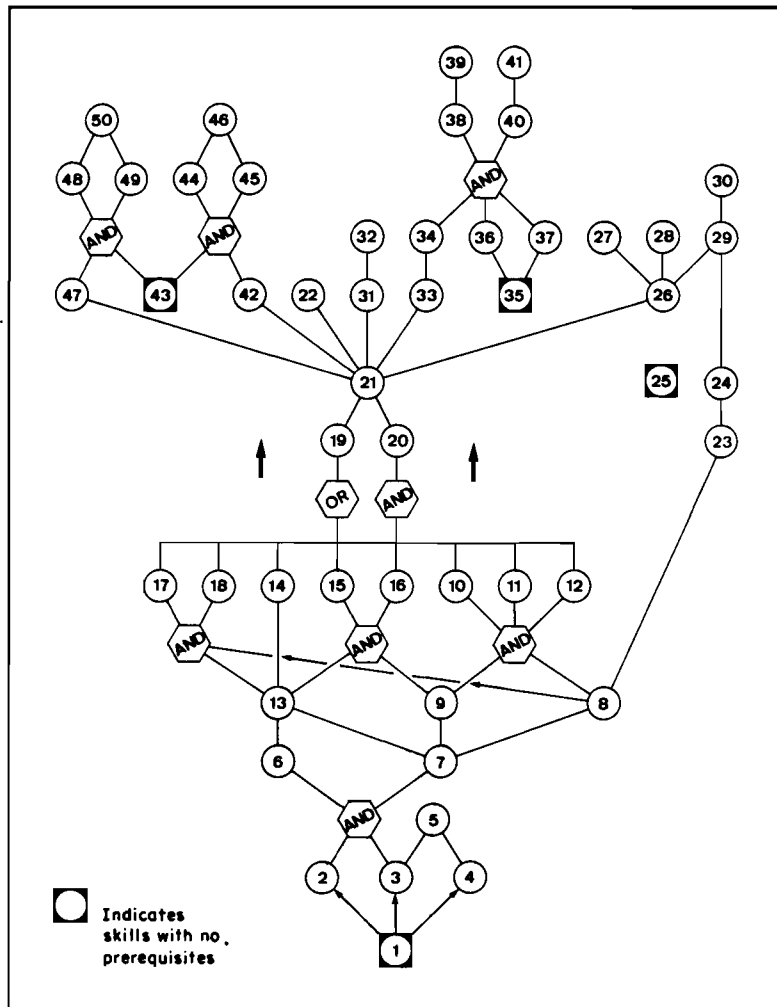 39 41
50 46 38 40
48 49 44 45 AND 30
AND AND 32 34 36 37 27 28 29
47 43 42 22 31 33 35 26
21 25 24
19 20 23
OR AND
17 18 14 15 16 10 11 12
AND AND AND
13 9 8
6 7
AND 5
2 3 4
Indicates
skills with no.
prerequisites
1